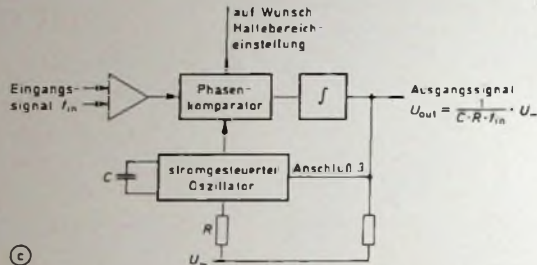 auf Wunsch
Haltebereich-
einstellung
Eingangs-
signal f_in
Phasen-
komparator
∫
Ausgangssignal
U_out = 1/(C·R·f_in) · U_
stromgesteuerter
Oszillator
Anschluß 3
C
R
U_
c